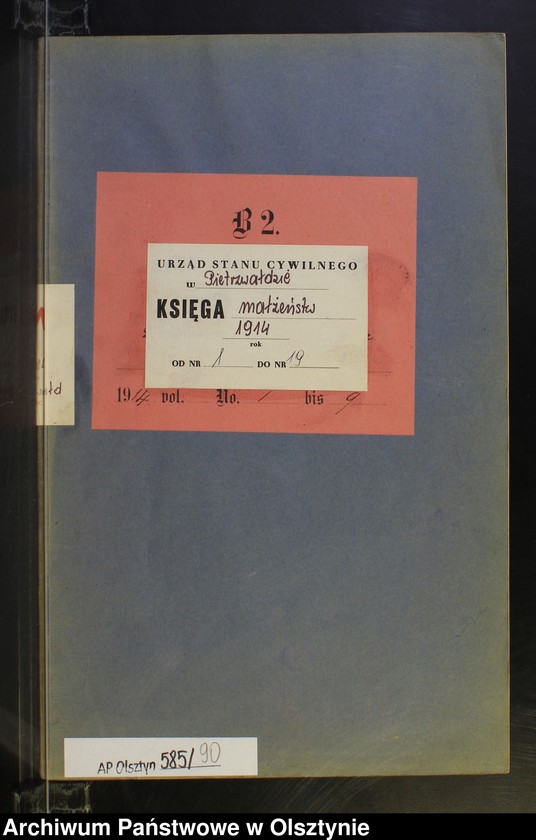 B 2.
URZĄD STANU CYWILNEGO
w Pietrzwałdzie
KSIĘGA małżeństw
1914
rok
OD NR 1 DO NR 19
1914 vol. No. 1 bis 9
AP Olsztyn 585/90
Archiwum Państwowe w Olsztynie